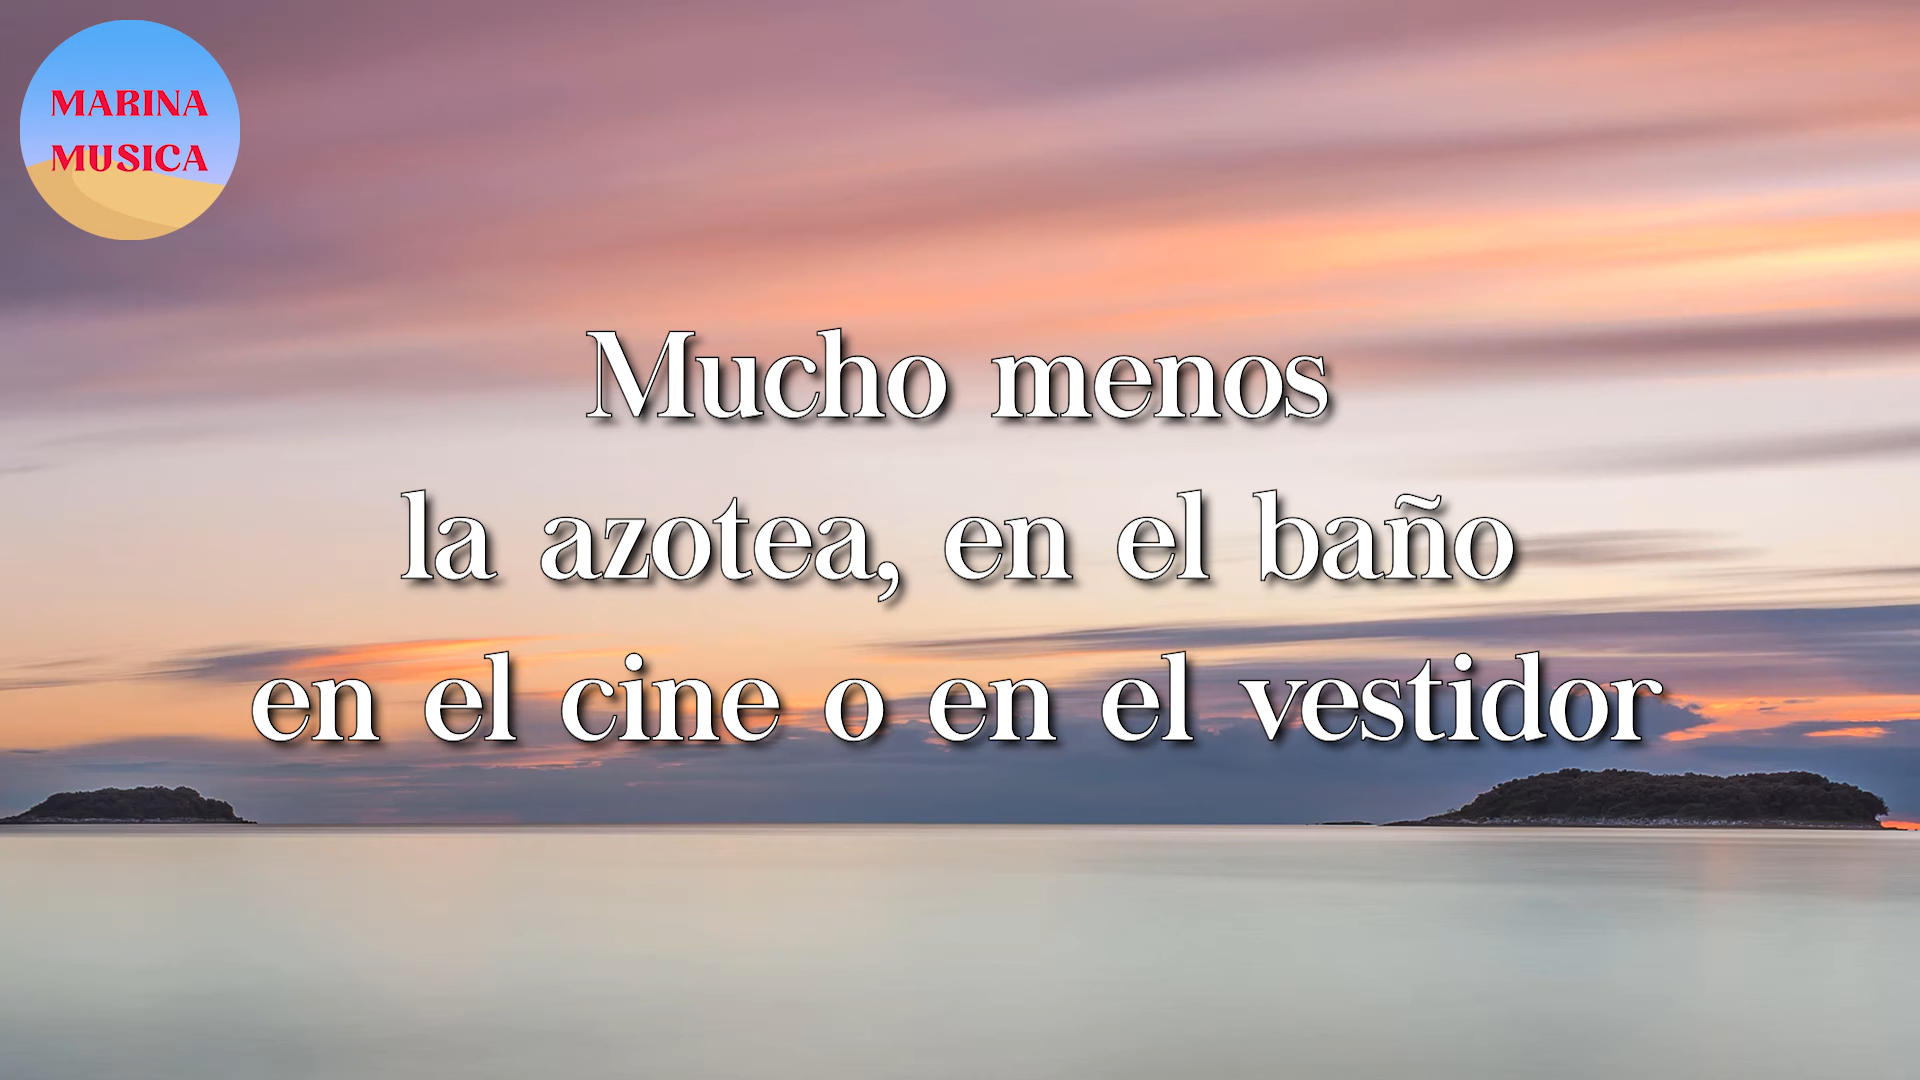 MARINA
MUSICA
Mucho menos
la azotea, en el baño
en el cine o en el vestidor